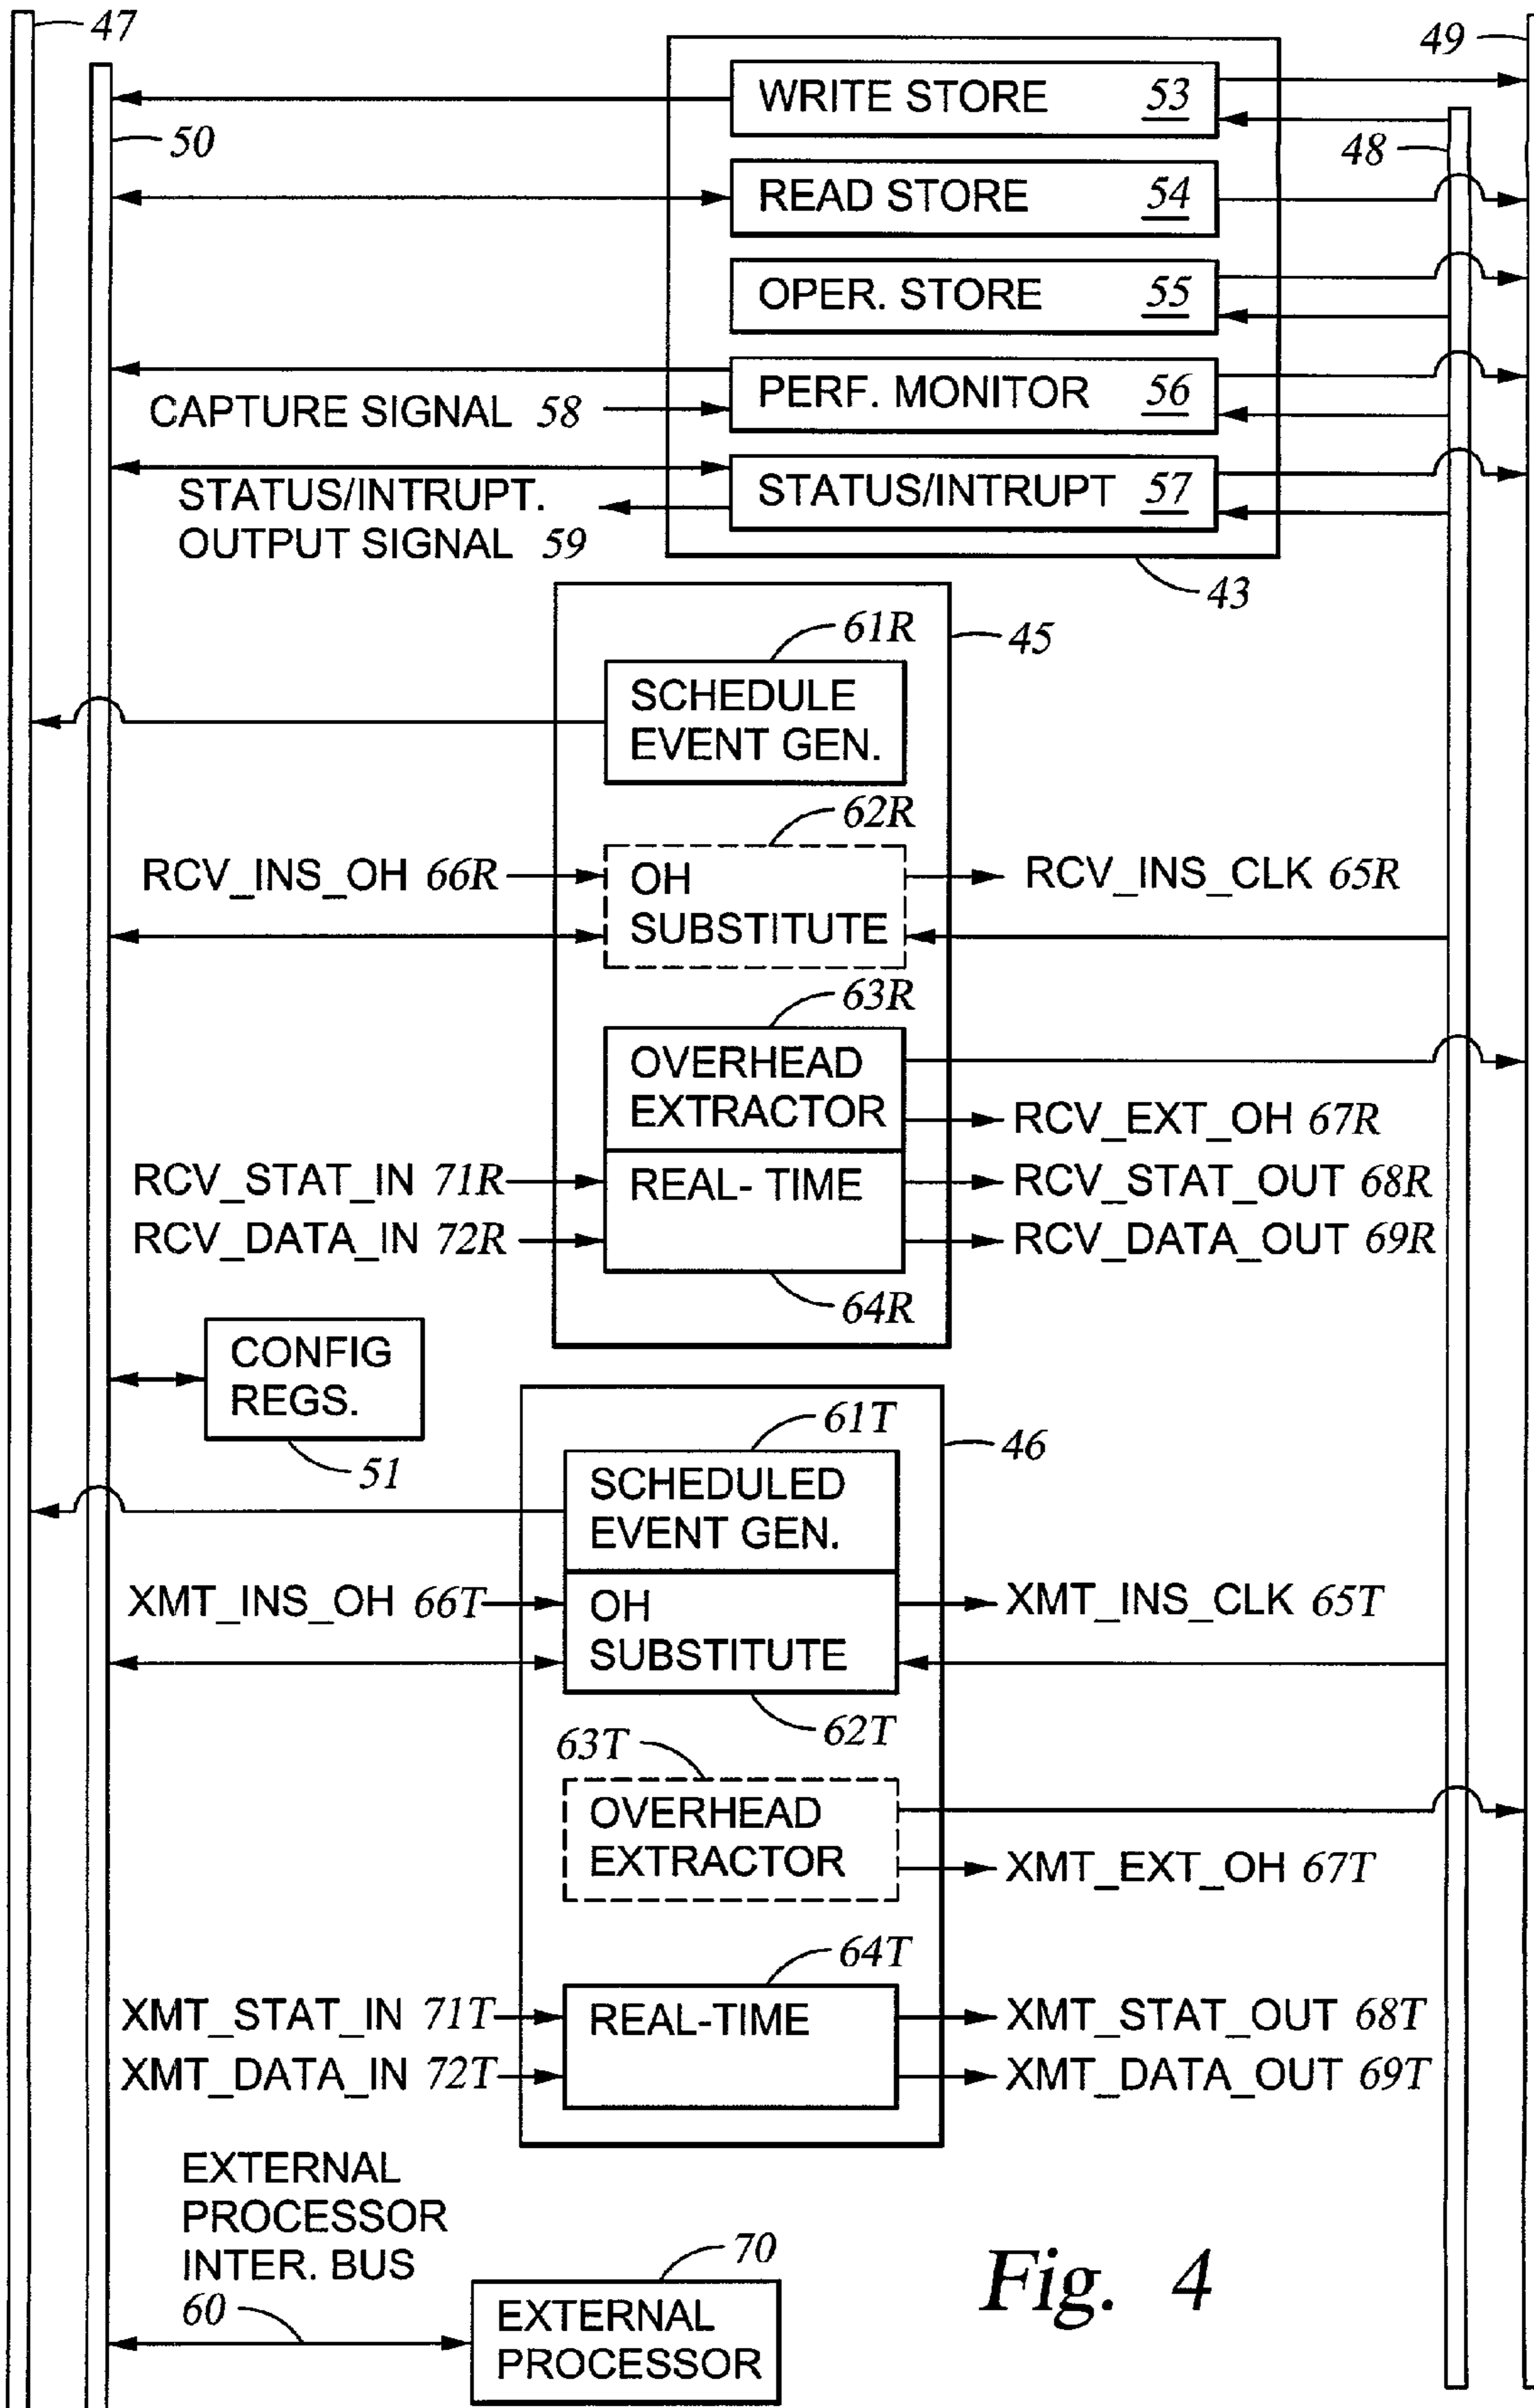 47
49
WRITE STORE 53
50
48
READ STORE 54
OPER. STORE 55
PERF. MONITOR 56
CAPTURE SIGNAL 58
STATUS/INTRUPT 57
STATUS/INTRUPT.
OUTPUT SIGNAL 59
43
61R
45
SCHEDULE
EVENT GEN.
62R
RCV_INS_OH 66R
OH
SUBSTITUTE
RCV_INS_CLK 65R
63R
OVERHEAD
EXTRACTOR
RCV_EXT_OH 67R
RCV_STAT_IN 71R
REAL- TIME
RCV_STAT_OUT 68R
RCV_DATA_IN 72R
RCV_DATA_OUT 69R
64R
CONFIG
REGS.
51
61T
46
SCHEDULED
EVENT GEN.
XMT_INS_OH 66T
OH
SUBSTITUTE
XMT_INS_CLK 65T
62T
63T
OVERHEAD
EXTRACTOR
XMT_EXT_OH 67T
64T
XMT_STAT_IN 71T
REAL-TIME
XMT_STAT_OUT 68T
XMT_DATA_IN 72T
XMT_DATA_OUT 69T
EXTERNAL
PROCESSOR
INTER. BUS
60
70
EXTERNAL
PROCESSOR
Fig. 4